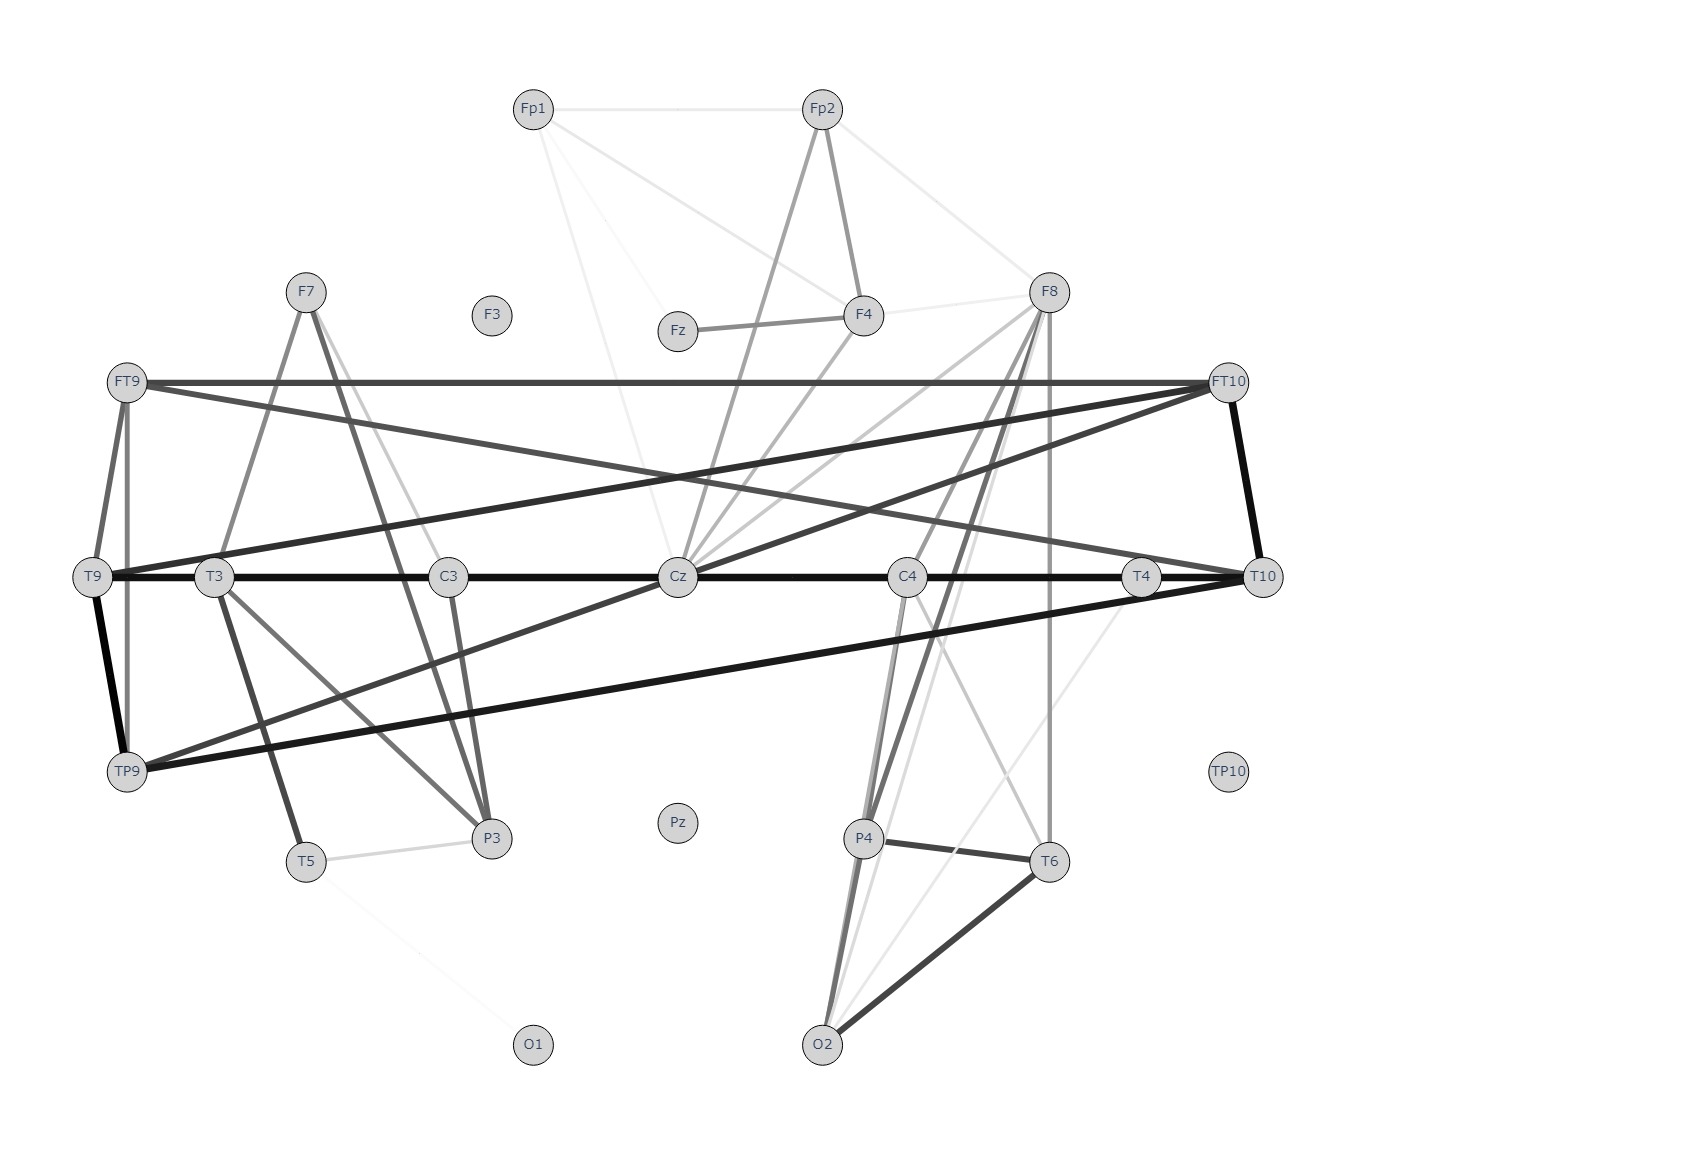 Fp1 Fp2
F7 F3 Fz F4 F8
FT9 FT10
T9 T3 C3 Cz C4 T4 T10
TP9 TP10
T5 P3 Pz P4 T6
O1 O2